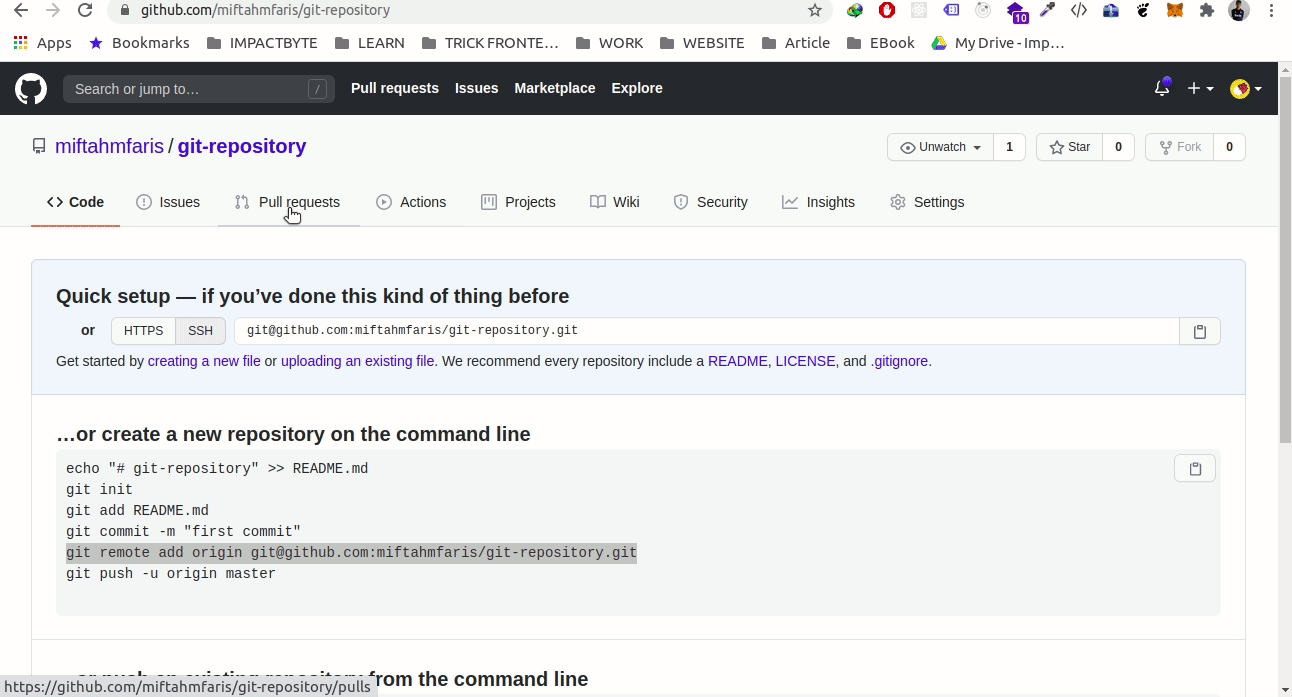 github.com/miftahmfaris/git-repository
10
Apps Bookmarks IMPACTBYTE LEARN TRICK FRONTE... WORK WEBSITE Article EBook My Drive - Imp...
Search or jump to... / Pull requests Issues Marketplace Explore
miftahmfaris / git-repository Unwatch 1 Star 0 Fork 0
Code Issues Pull requests Actions Projects Wiki Security Insights Settings
Quick setup — if you’ve done this kind of thing before
or HTTPS SSH git@github.com:miftahmfaris/git-repository.git
Get started by creating a new file or uploading an existing file. We recommend every repository include a README, LICENSE, and .gitignore.
…or create a new repository on the command line
echo "# git-repository" >> README.md
git init
git add README.md
git commit -m "first commit"
git remote add origin git@github.com:miftahmfaris/git-repository.git
git push -u origin master
…or push an existing repository from the command line
https://github.com/miftahmfaris/git-repository/pulls